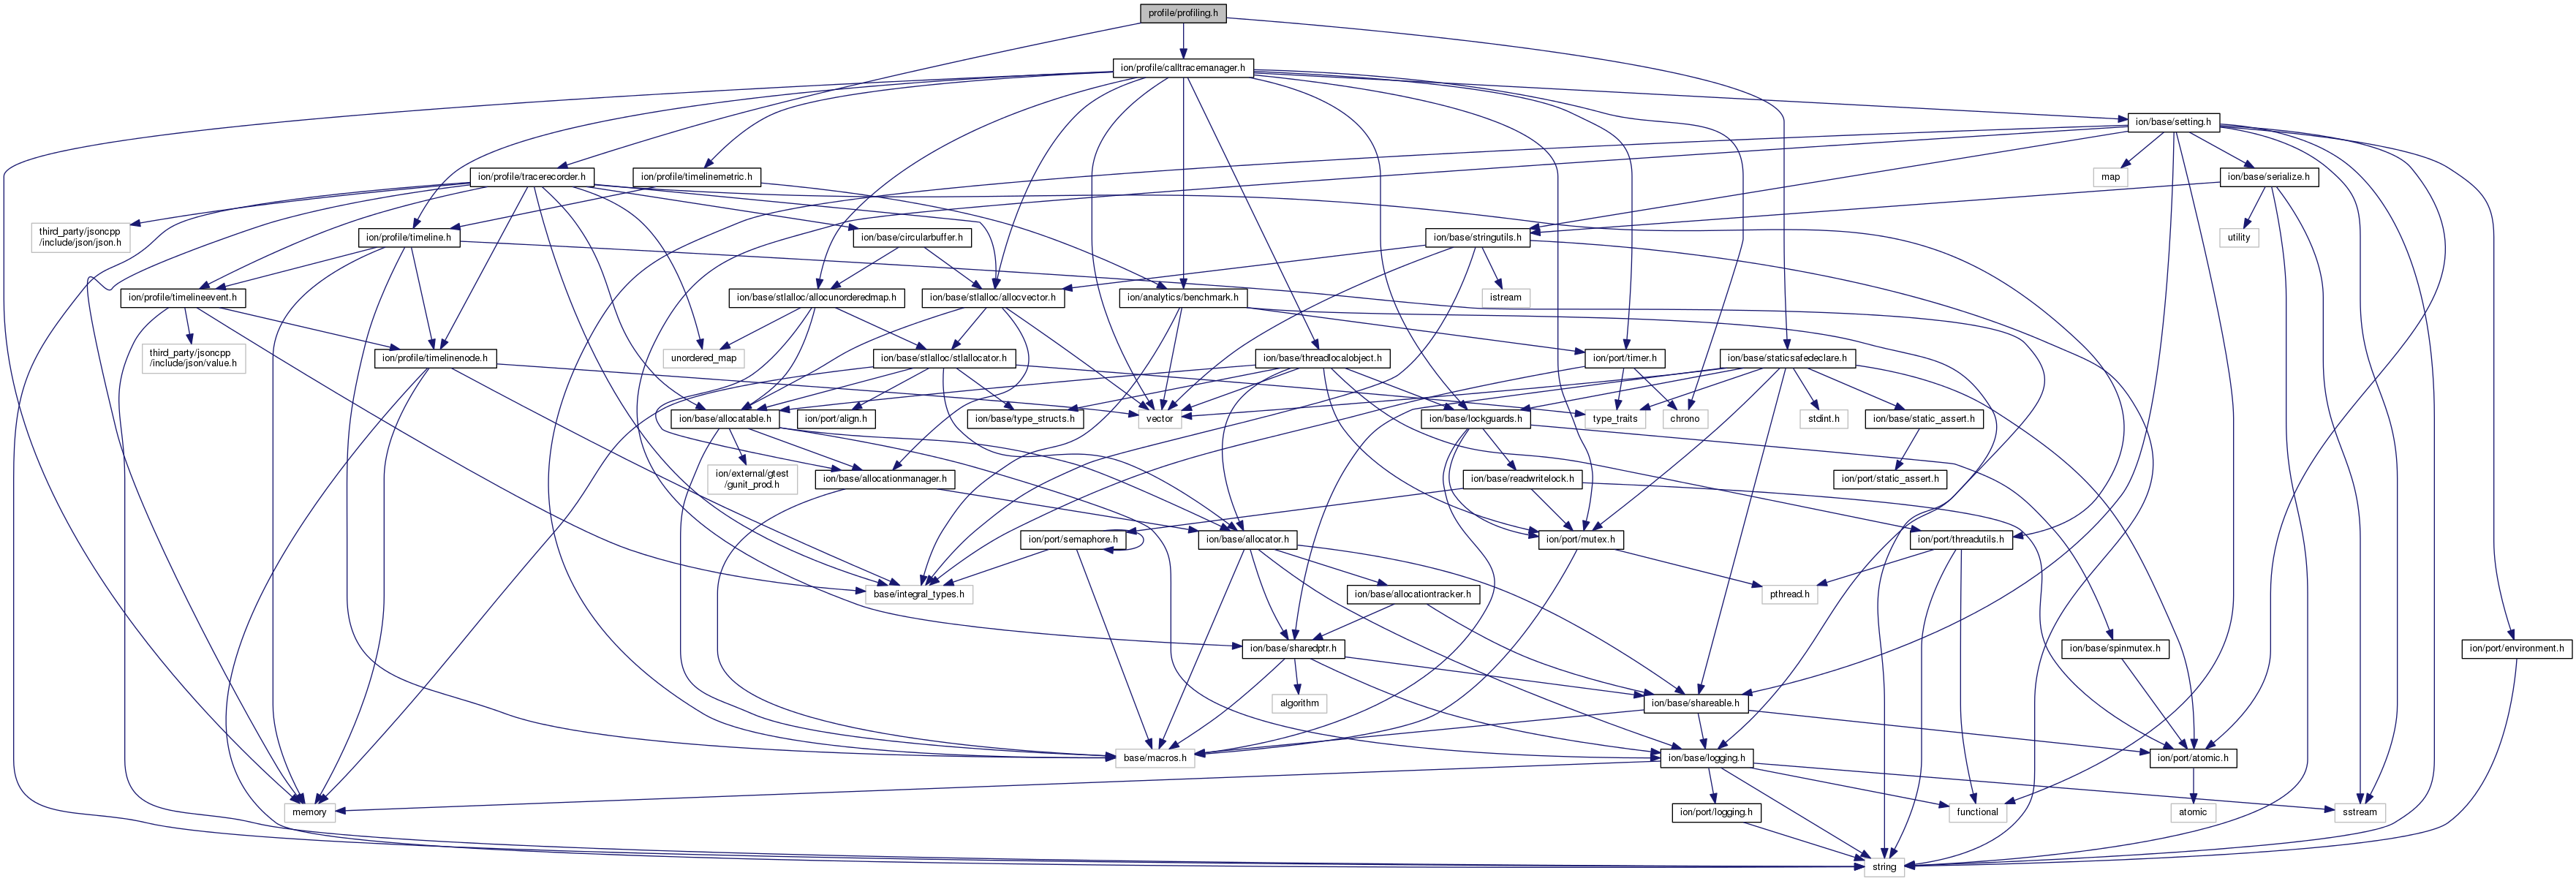 profile/profiling.h
ion/profile/calltracemanager.h
ion/base/setting.h
ion/profile/tracerecorder.h
ion/profile/timelinemetric.h
map
ion/base/serialize.h
third_party/jsoncpp
/include/json/json.h
ion/profile/timeline.h
ion/base/circularbuffer.h
ion/base/stringutils.h
utility
ion/profile/timelineevent.h
ion/base/stlalloc/allocunorderedmap.h
ion/base/stlalloc/allocvector.h
ion/analytics/benchmark.h
istream
third_party/jsoncpp
/include/json/value.h
ion/profile/timelinenode.h
unordered_map
ion/base/stlalloc/stlallocator.h
ion/base/threadlocalobject.h
ion/port/timer.h
ion/base/staticsafedeclare.h
ion/base/allocatable.h
ion/port/align.h
ion/base/type_structs.h
vector
ion/base/lockguards.h
type_traits
chrono
stdint.h
ion/base/static_assert.h
ion/external/gtest
/gunit_prod.h
ion/base/allocationmanager.h
ion/base/readwritelock.h
ion/port/static_assert.h
ion/port/semaphore.h
ion/base/allocator.h
ion/port/mutex.h
ion/port/threadutils.h
base/integral_types.h
ion/base/allocationtracker.h
pthread.h
ion/base/sharedptr.h
ion/base/spinmutex.h
ion/port/environment.h
algorithm
ion/base/shareable.h
base/macros.h
ion/base/logging.h
ion/port/atomic.h
memory
ion/port/logging.h
functional
atomic
sstream
string